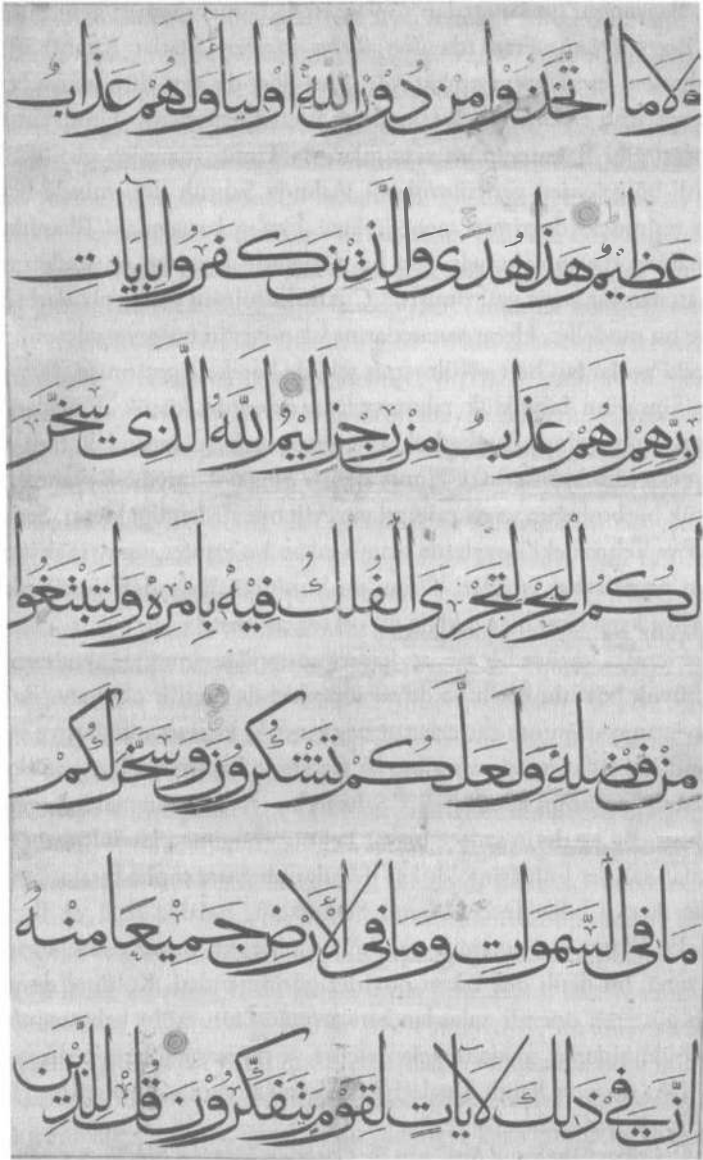 ولا ما اتخذوا من دون الله اوليا ولهم عذاب
عظيم هذا هدى والذين كفروا بايات
ربهم لهم عذاب من رجز اليم الله الذى سخر
لكم البحر لتجرى الفلك فيه بامره ولتبتغوا
من فضله ولعلكم تشكرون وسخر لكم
ما فى السموات وما فى الارض جميعا منه
ان فى ذلك لايات لقوم يتفكرون قل للذين